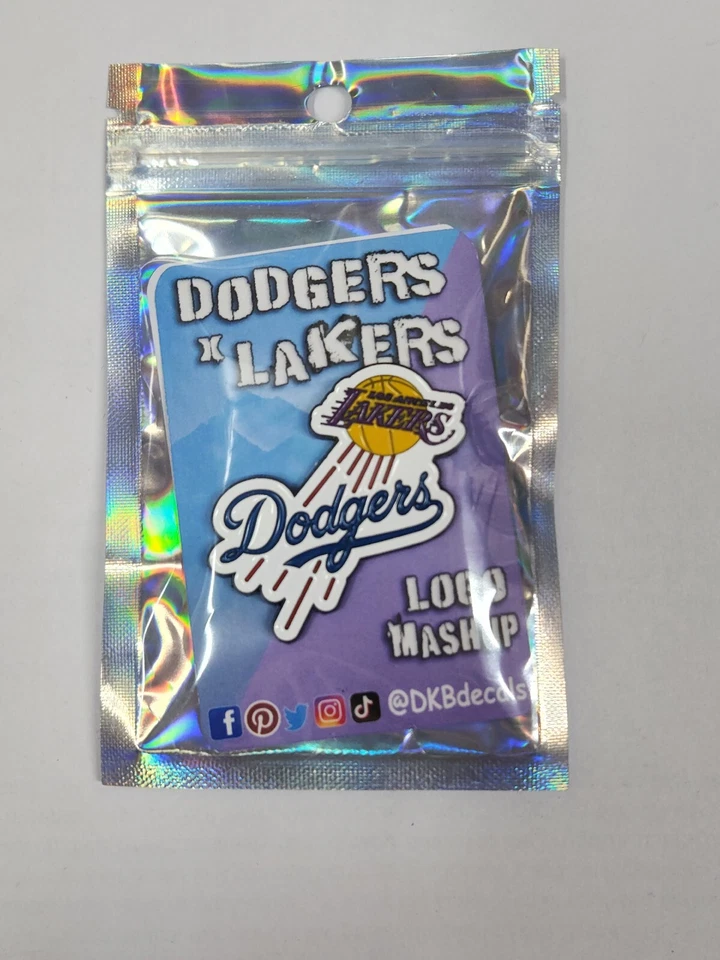 DODGERS
X LAKERS
LOS ANGELES
LAKERS
Dodgers
LOGO
MASHUP
@DKBdecals